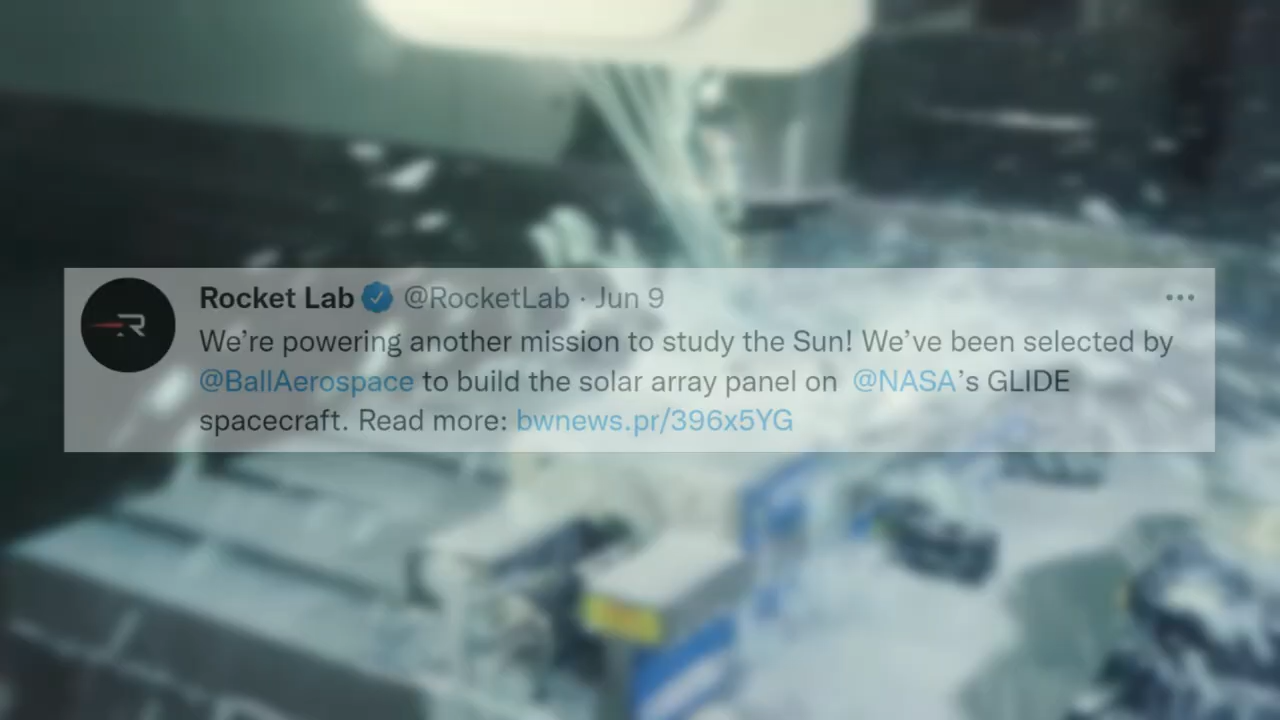 Rocket Lab @RocketLab · Jun 9
We’re powering another mission to study the Sun! We’ve been selected by
@BallAerospace to build the solar array panel on @NASA’s GLIDE
spacecraft. Read more: bwnews.pr/396x5YG